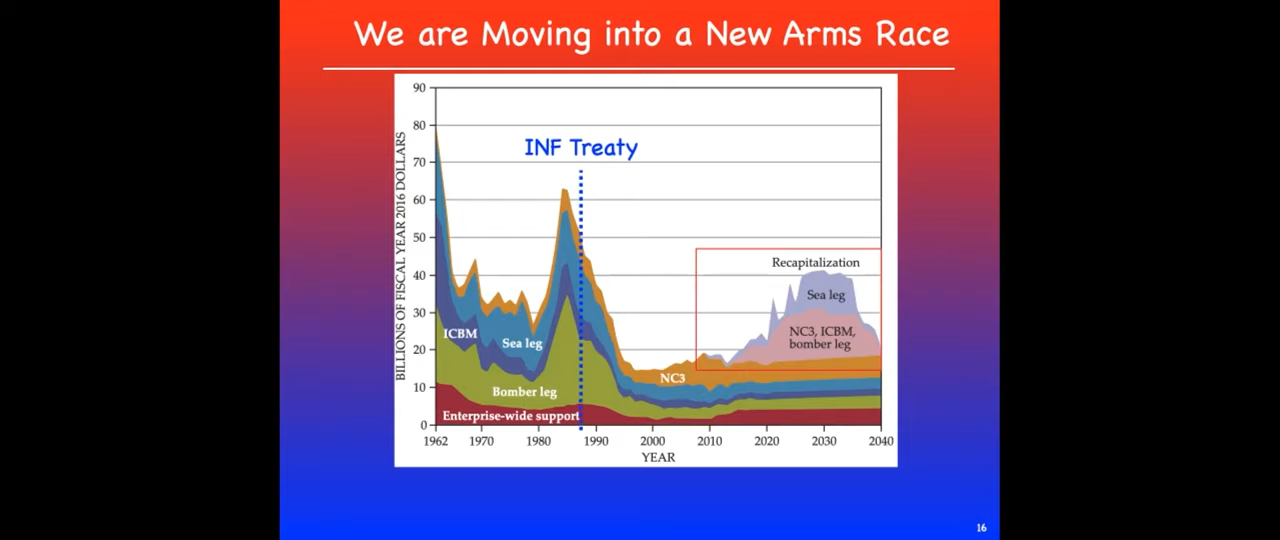 We are Moving into a New Arms Race
BILLIONS OF FISCAL YEAR 2016 DOLLARS
90
80
70
60
50
40
30
20
10
0
INF Treaty
Recapitalization
Sea leg
NC3, ICBM,
bomber leg
ICBM
Sea leg
NC3
Bomber leg
Enterprise-wide support
1962 1970 1980 1990 2000 2010 2020 2030 2040
YEAR
16